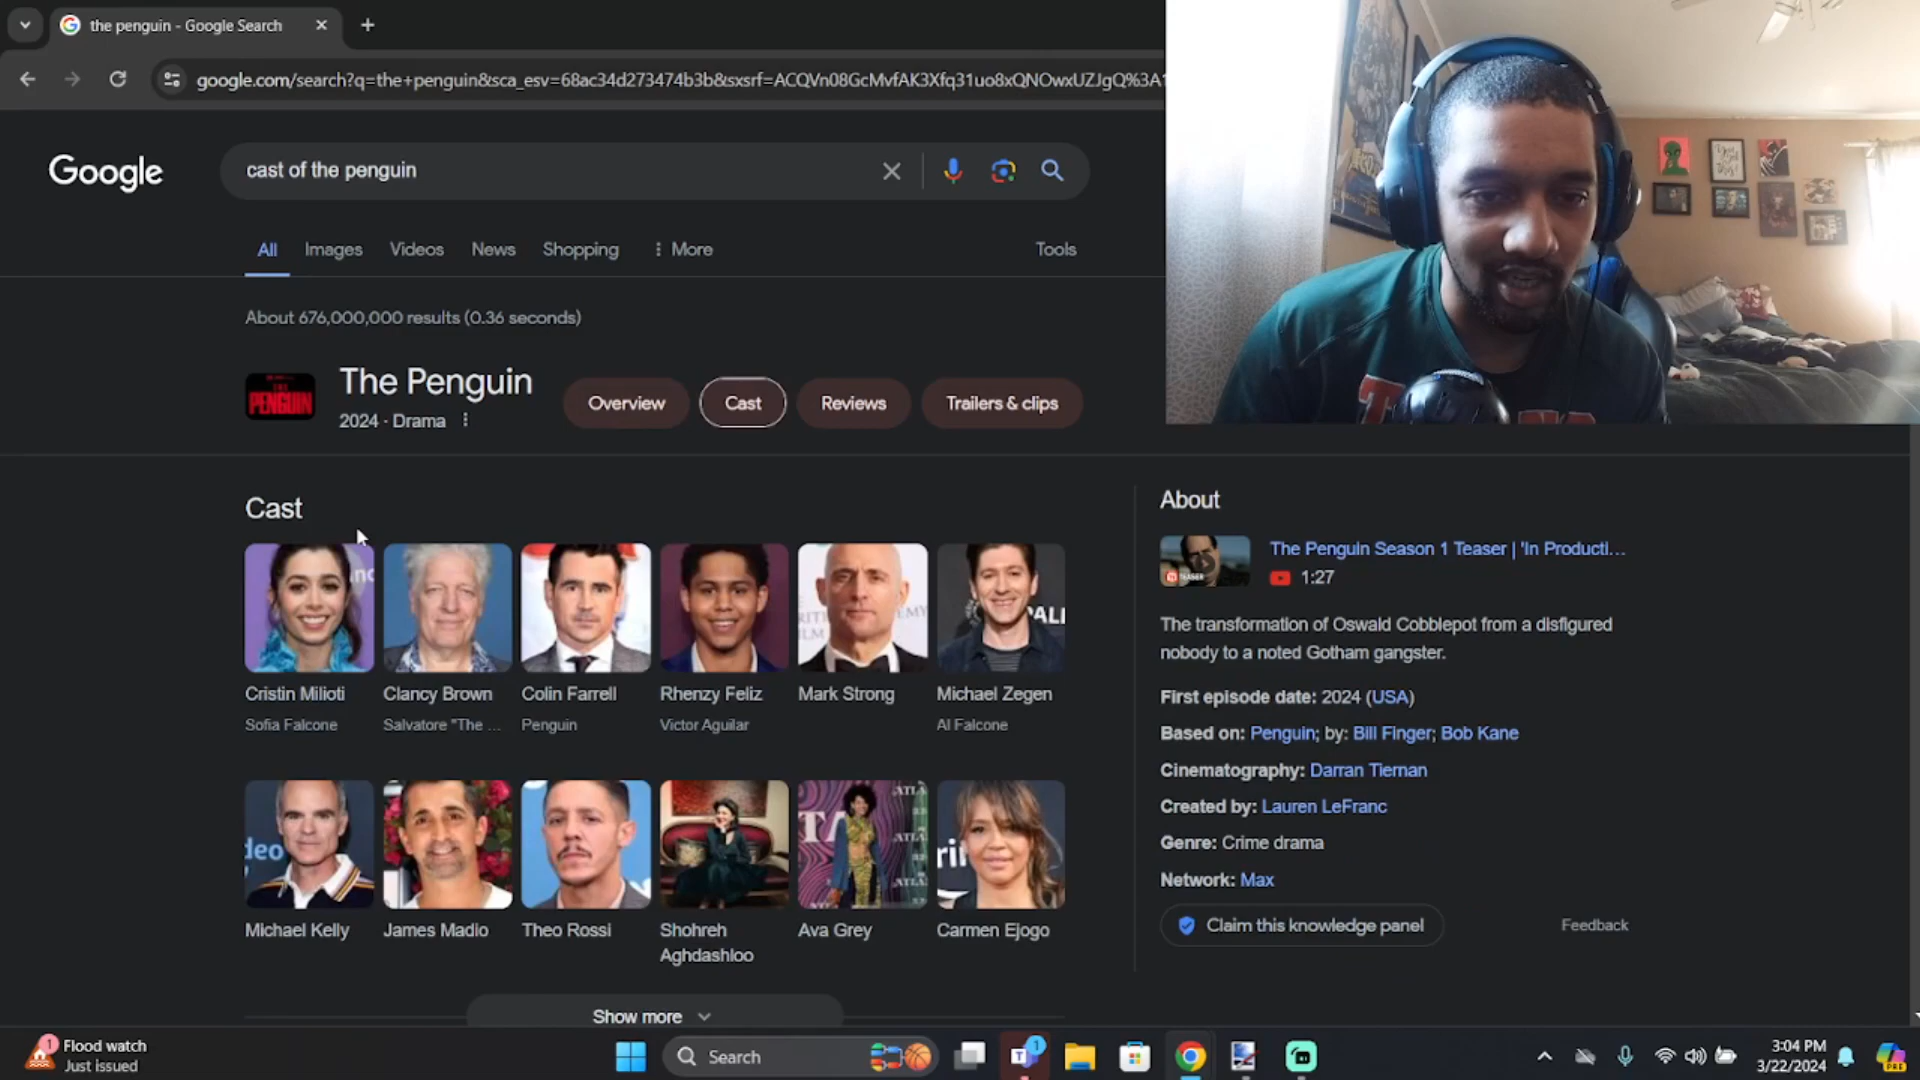 the penguin - Google Search
google.com/search?q=the+penguin&sca_esv=68ac34d273474b3b&sxsrf=ACQVn08GcMvfAK3Xfq31uo8xQNOwxUZJgQ%3A1
Google
cast of the penguin
All Images Videos News Shopping More Tools
About 676,000,000 results (0.36 seconds)
THE PENGUIN
The Penguin
2024 · Drama
Overview Cast Reviews Trailers & clips
Cast
Cristin Milioti
Sofia Falcone
Clancy Brown
Salvatore "The ...
Colin Farrell
Penguin
Rhenzy Feliz
Victor Aguilar
Mark Strong
Michael Zegen
Al Falcone
Michael Kelly
James Madio
Theo Rossi
Shohreh
Aghdashloo
Ava Grey
Carmen Ejogo
Show more
About
The Penguin Season 1 Teaser | 'In Producti...
TEASER
1:27
The transformation of Oswald Cobblepot from a disfigured
nobody to a noted Gotham gangster.
First episode date: 2024 (USA)
Based on: Penguin; by: Bill Finger; Bob Kane
Cinematography: Darran Tiernan
Created by: Lauren LeFranc
Genre: Crime drama
Network: Max
Claim this knowledge panel
Feedback
1
Flood watch
Just issued
Search
1
3:04 PM
3/22/2024
PRE